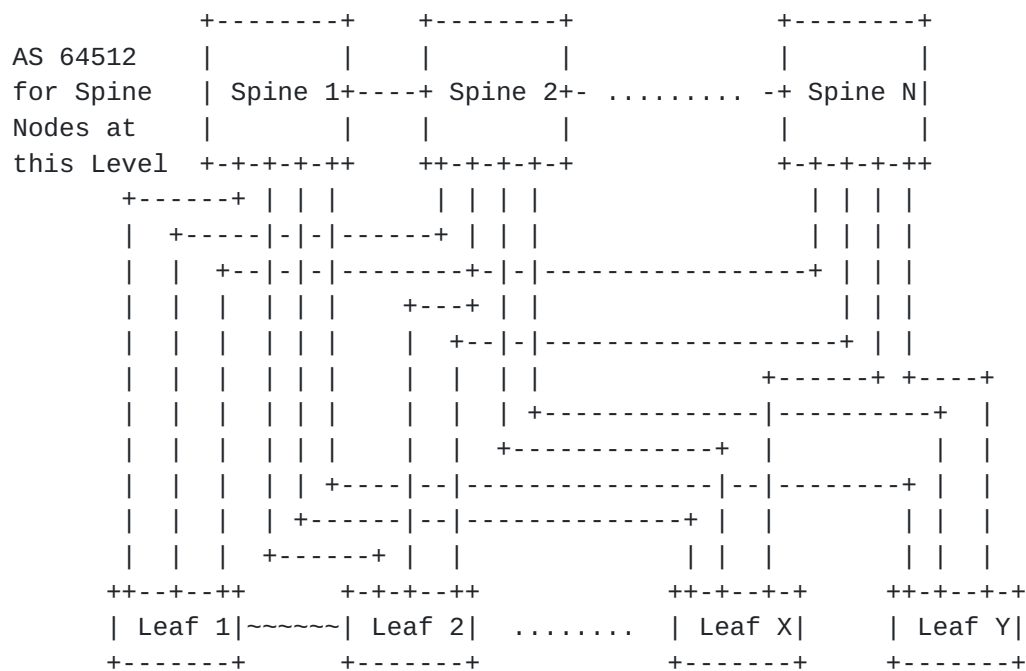 AS 64512
for Spine Spine 1 Spine 2 ......... Spine N
Nodes at
this Level
Leaf 1 ~~~~~~ Leaf 2 ........ Leaf X Leaf Y